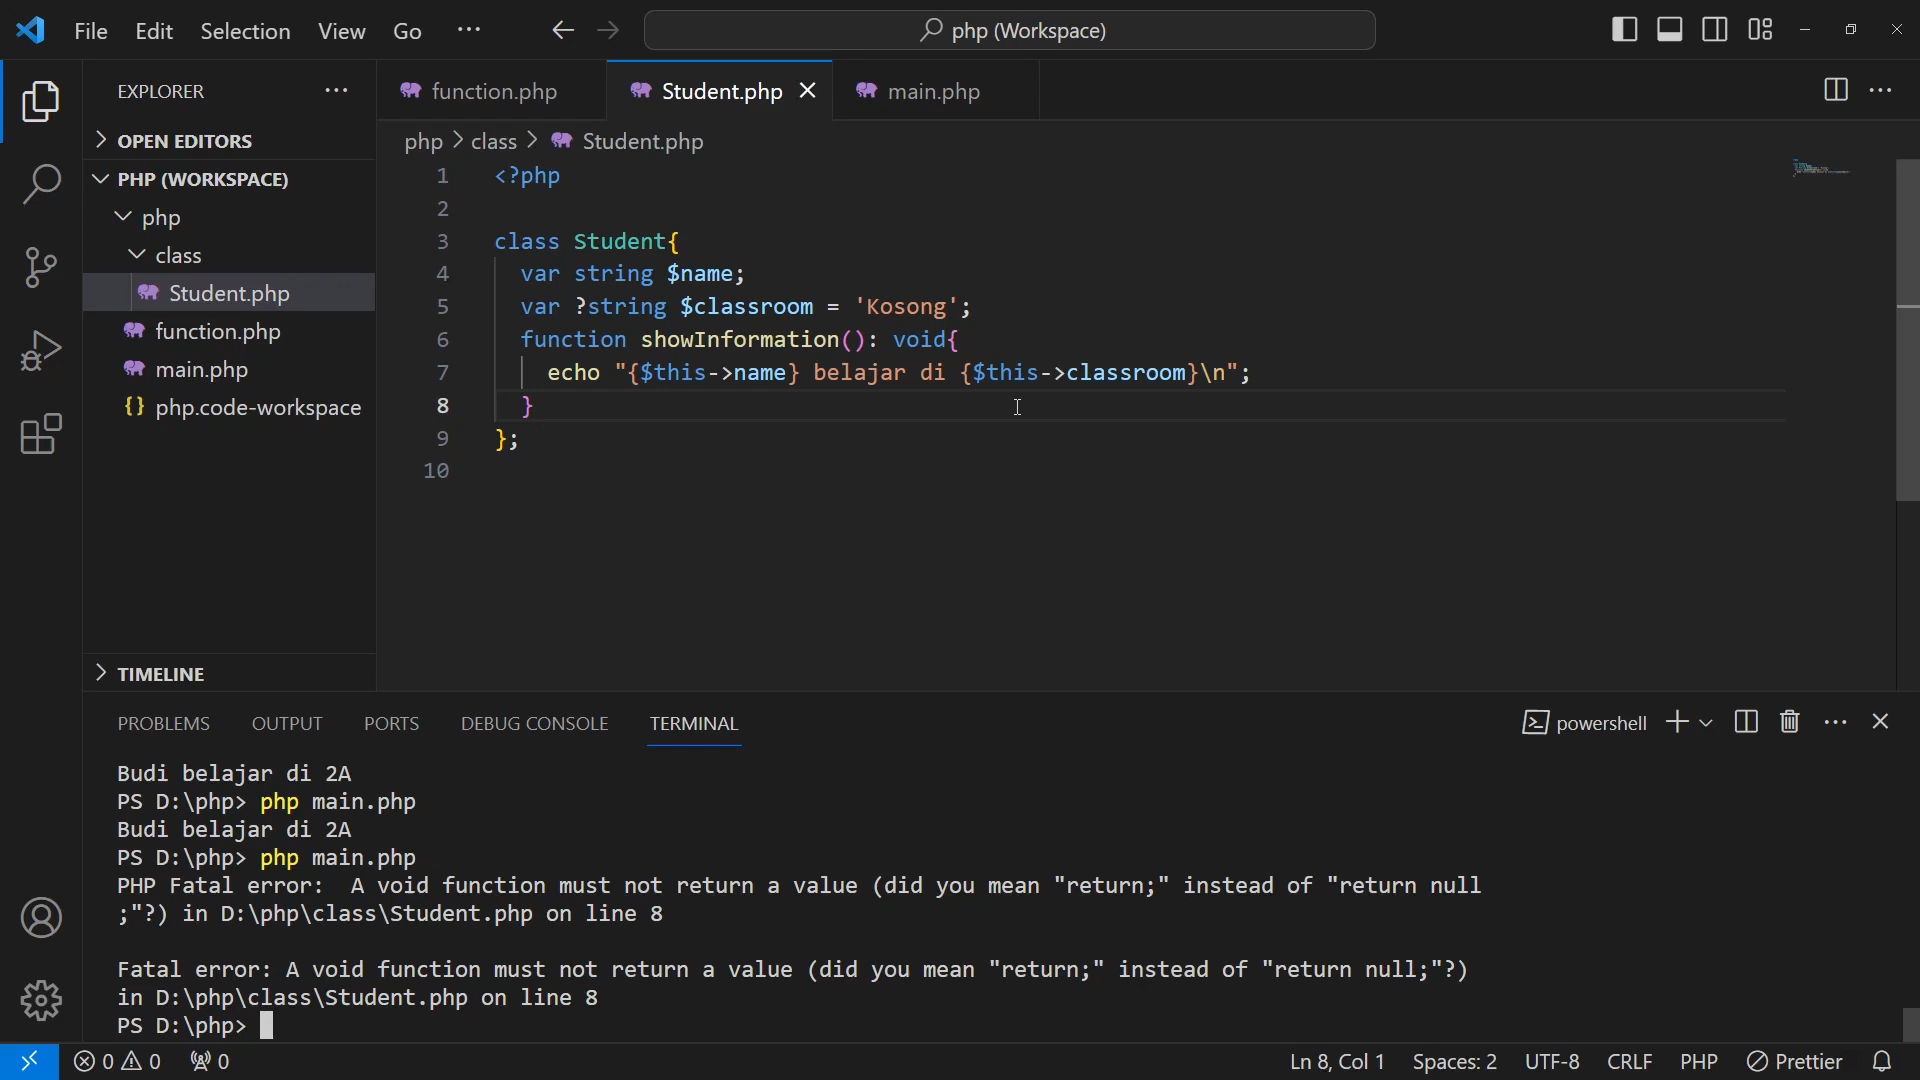 File Edit Selection View Go ··· php (Workspace)
EXPLORER ···
function.php Student.php main.php
OPEN EDITORS
PHP (WORKSPACE)
php
class
Student.php
function.php
main.php
php.code-workspace
TIMELINE
php > class > Student.php
1 <?php
2
3 class Student{
4 var string $name;
5 var ?string $classroom = 'Kosong';
6 function showInformation(): void{
7 echo "{$this->name} belajar di {$this->classroom}\n";
8 }
9 };
10
PROBLEMS OUTPUT PORTS DEBUG CONSOLE TERMINAL powershell
Budi belajar di 2A
PS D:\php> php main.php
Budi belajar di 2A
PS D:\php> php main.php
PHP Fatal error:  A void function must not return a value (did you mean "return;" instead of "return null
;"?) in D:\php\class\Student.php on line 8
Fatal error: A void function must not return a value (did you mean "return;" instead of "return null;"?)
in D:\php\class\Student.php on line 8
PS D:\php>
0 0 0 Ln 8, Col 1 Spaces: 2 UTF-8 CRLF PHP Prettier